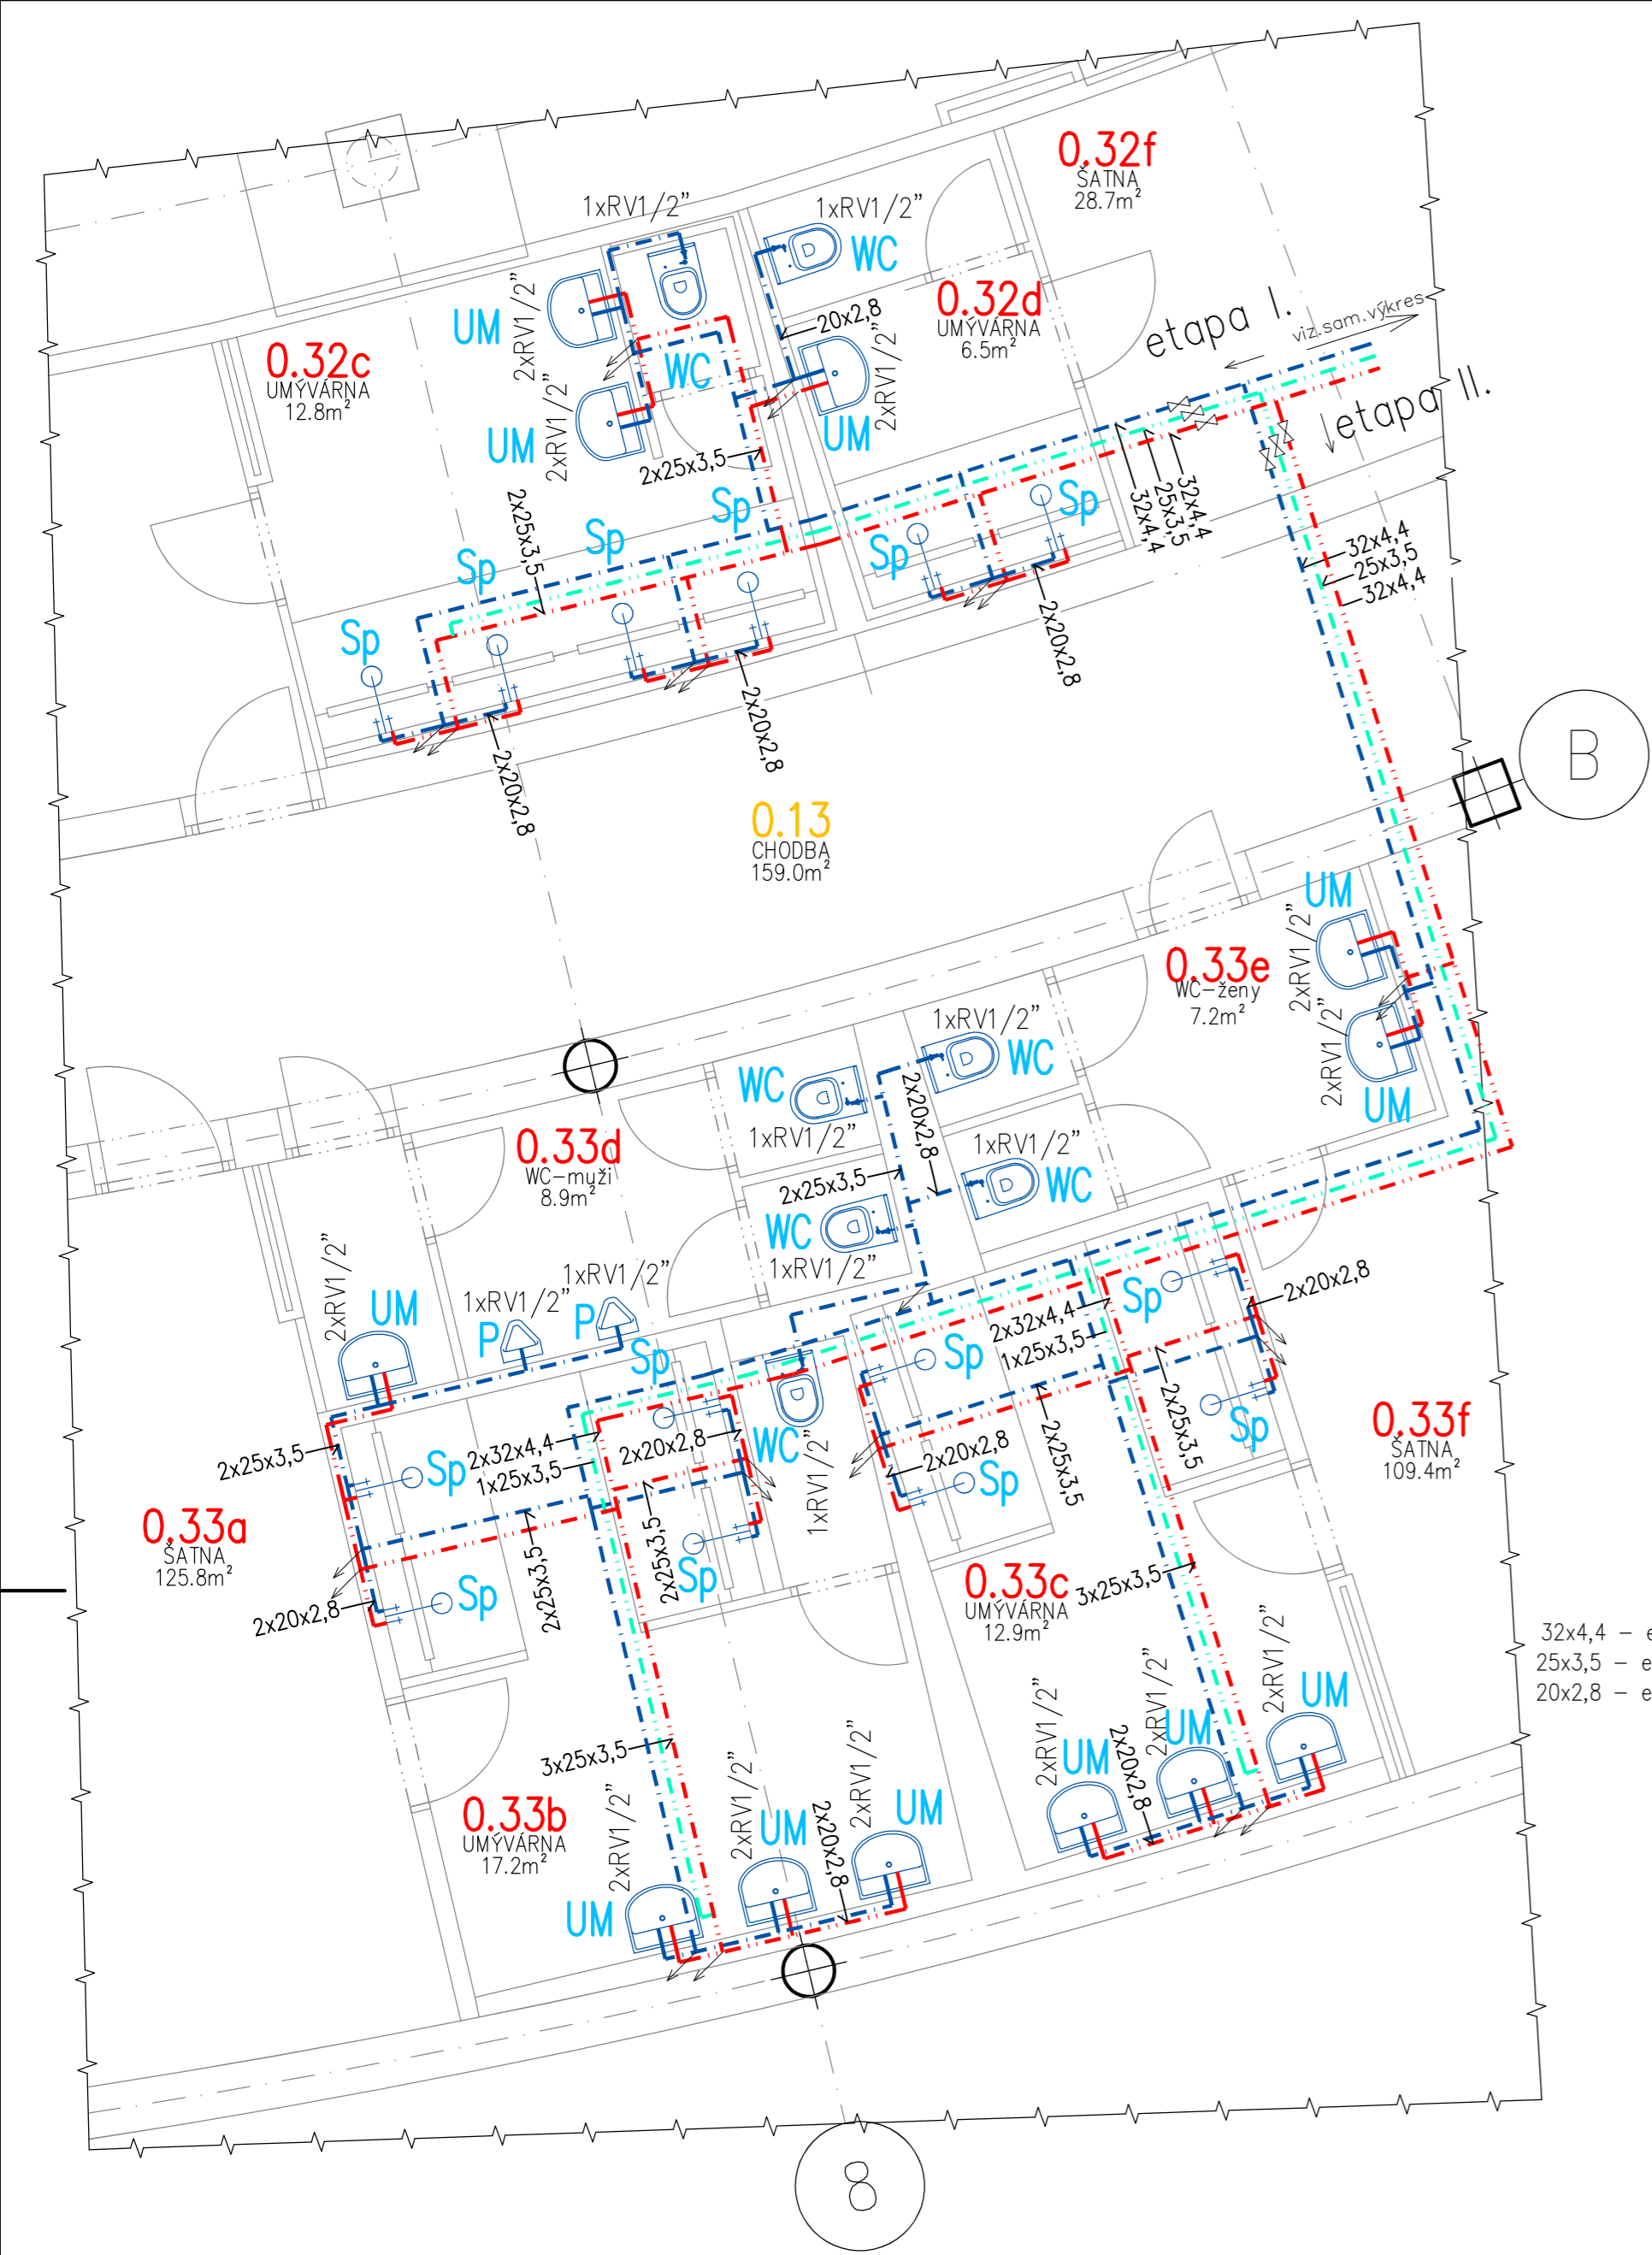 0.32f
ŠATNA
28.7m²
1xRV1/2"
1xRV1/2"
WC
UM
2xRV1/2"
0.32d
UMÝVÁRNA
6.5m²
20x2,8
etapa I.
viz.sam.výkres
0.32c
UMÝVÁRNA
12.8m²
WC
2xRV1/2"
UM
2xRV1/2"
UM
etapa II.
2x25x3,5
2x25x3,5
Sp
Sp
Sp
Sp
Sp
Sp
32x4,4
25x3,5
32x4,4
32x4,4
25x3,5
32x4,4
2x20x2,8
2x20x2,8
2x20x2,8
B
0.13
CHODBA
159.0m²
UM
2xRV1/2"
0.33e
WC-ženy
7.2m²
2xRV1/2"
UM
1xRV1/2"
WC
WC
1xRV1/2"
2x20x2,8
1xRV1/2"
WC
0.33d
WC-muži
8.9m²
2x25x3,5
WC
1xRV1/2"
2xRV1/2"
UM
1xRV1/2"
P
1xRV1/2"
P
2x20x2,8
Sp
2x32x4,4
1x25x3,5
Sp
Sp
2x25x3,5
Sp
2x32x4,4
1x25x3,5
2x20x2,8
WC
1xRV1/2"
2x20x2,8
Sp
2x25x3,5
2x25x3,5
Sp
0.33f
ŠATNA
109.4m²
0.33a
ŠATNA
125.8m²
2x25x3,5
2x25x3,5
Sp
2x20x2,8
Sp
0.33c
UMÝVÁRNA
12.9m²
3x25x3,5
32x4,4 – e
25x3,5 – e
20x2,8 – e
2xRV1/2"
UM
2xRV1/2"
UM
2xRV1/2"
UM
2x20x2,8
3x25x3,5
0.33b
UMÝVÁRNA
17.2m²
2xRV1/2"
UM
2xRV1/2"
UM
2x20x2,8
2xRV1/2"
UM
8